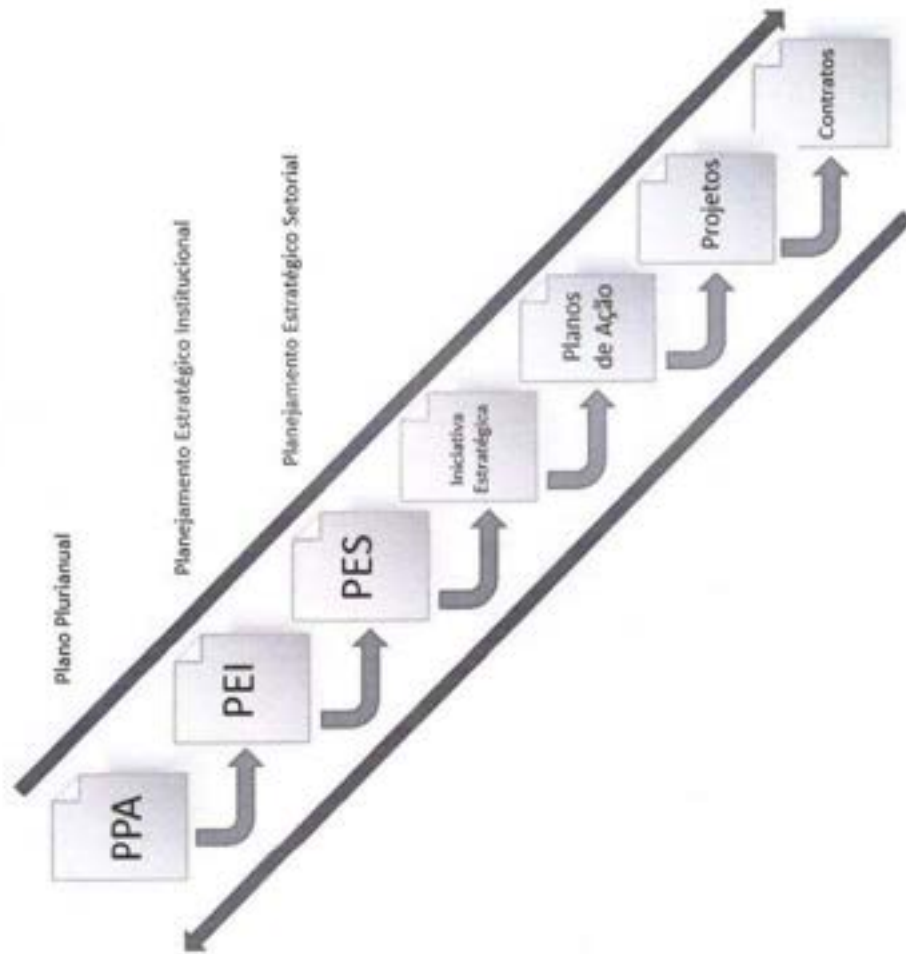 Plano Plurianual
Planejamento Estratégico Institucional
Planejamento Estratégico Setorial
PPA
PEI
PES
Iniciativa
Estratégica
Planos
de Ação
Projetos
Contratos